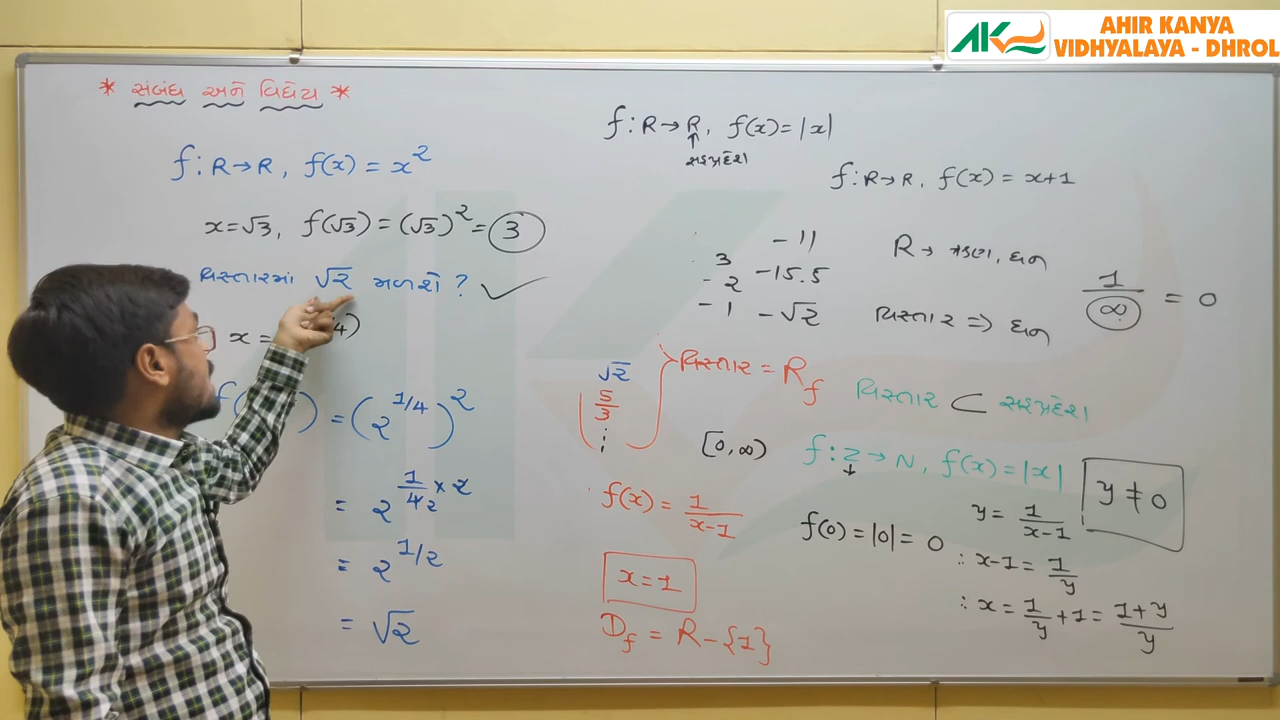 AHIR KANYA
VIDHYALAYA - DHROL
* સંબંધ અને વિધેય *
f : R → R, f(x) = x²
x = √3, f(√3) = (√3)² = 3
વિસ્તારમાં √2 મળશે ? ✓
x =
= (2^{1/4})²
= 2^{1/4 × 2}
= 2^{1/2}
= √2
f : R → R, f(x) = |x|
↑
સહપ્રદેશ
f : R → R, f(x) = x+1
3 - 11
- 2 - 15.5
- 1 - √2
R → ઋણ, ધન
વિસ્તાર ⇒ ધન
1/∞ = 0
√2
5/3
વિસ્તાર = R_f
વિસ્તાર ⊂ સહપ્રદેશ
[0, ∞)
f : Z → N, f(x) = |x|
f(0) = |0| = 0
f(x) = 1/(x-1)
x = 1
D_f = R - {1}
y = 1/(x-1)
y ≠ 0
∴ x-1 = 1/y
∴ x = 1/y + 1 = (1+y)/y